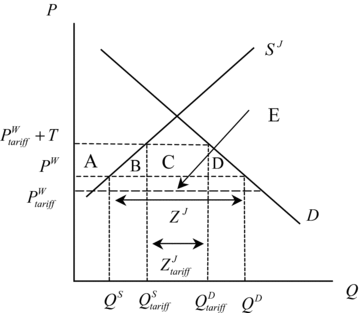 P
S^J
E
P^W_tariff + T
A B C D
P^W
P^W_tariff
Z^J
Z^J_tariff
D
Q
Q^S Q^S_tariff Q^D_tariff Q^D